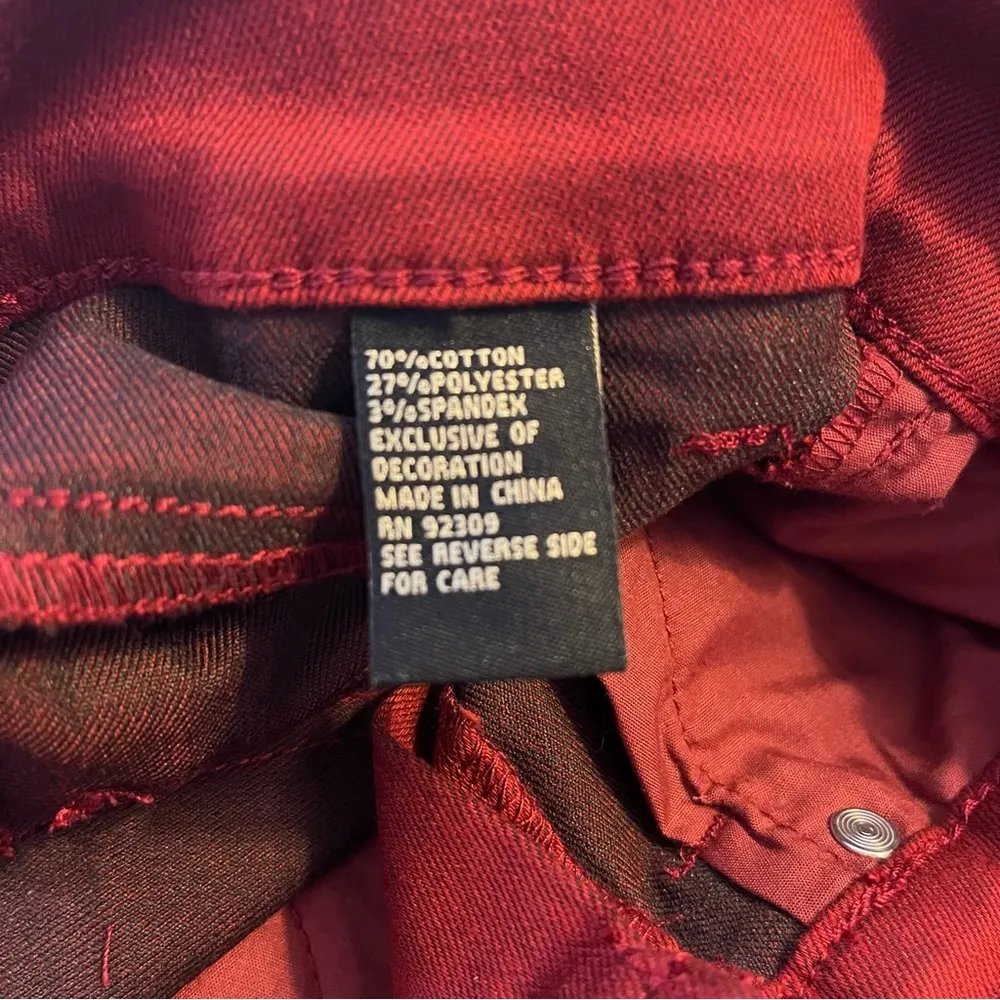 70%COTTON
27%POLYESTER
3%SPANDEX
EXCLUSIVE OF
DECORATION
MADE IN CHINA
RN 92309
SEE REVERSE SIDE
FOR CARE